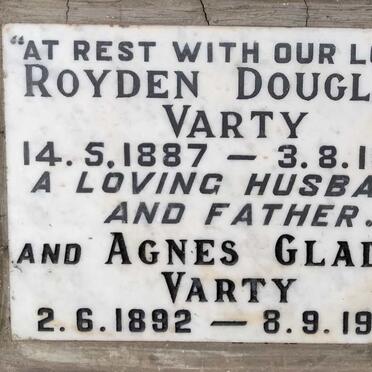 "AT REST WITH OUR LO
ROYDEN DOUGL
VARTY
14.5.1887 — 3.8.1
A LOVING HUSBA
AND FATHER.
AND AGNES GLAD
VARTY
2.6.1892 — 8.9.19